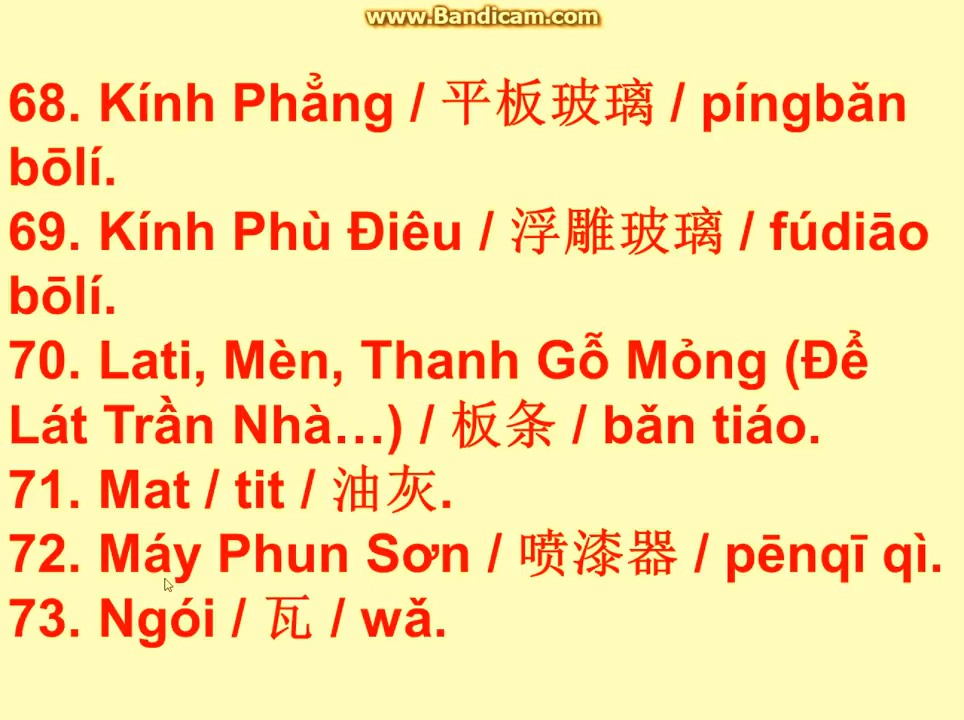 www.Bandicam.com
68. Kính Phẳng / 平板玻璃 / píngbǎn
bōlí.
69. Kính Phù Điêu / 浮雕玻璃 / fúdiāo
bōlí.
70. Lati, Mèn, Thanh Gỗ Mỏng (Để
Lát Trần Nhà…) / 板条 / bǎn tiáo.
71. Mat / tit / 油灰.
72. Máy Phun Sơn / 喷漆器 / pēnqī qì.
73. Ngói / 瓦 / wǎ.